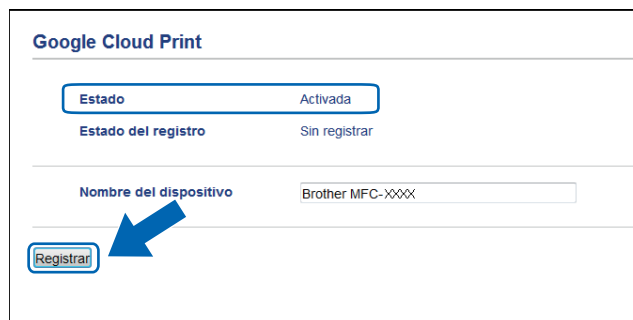 Google Cloud Print
Estado Activada
Estado del registro Sin registrar
Nombre del dispositivo Brother MFC-XXXX
Registrar